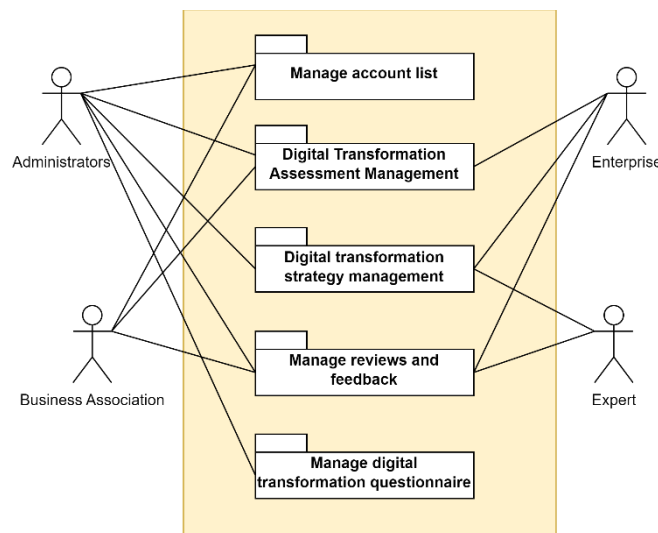 Manage account list
Administrators
Digital Transformation
Assessment Management
Enterprise
Digital transformation
strategy management
Manage reviews and
feedback
Business Association
Expert
Manage digital
transformation questionnaire